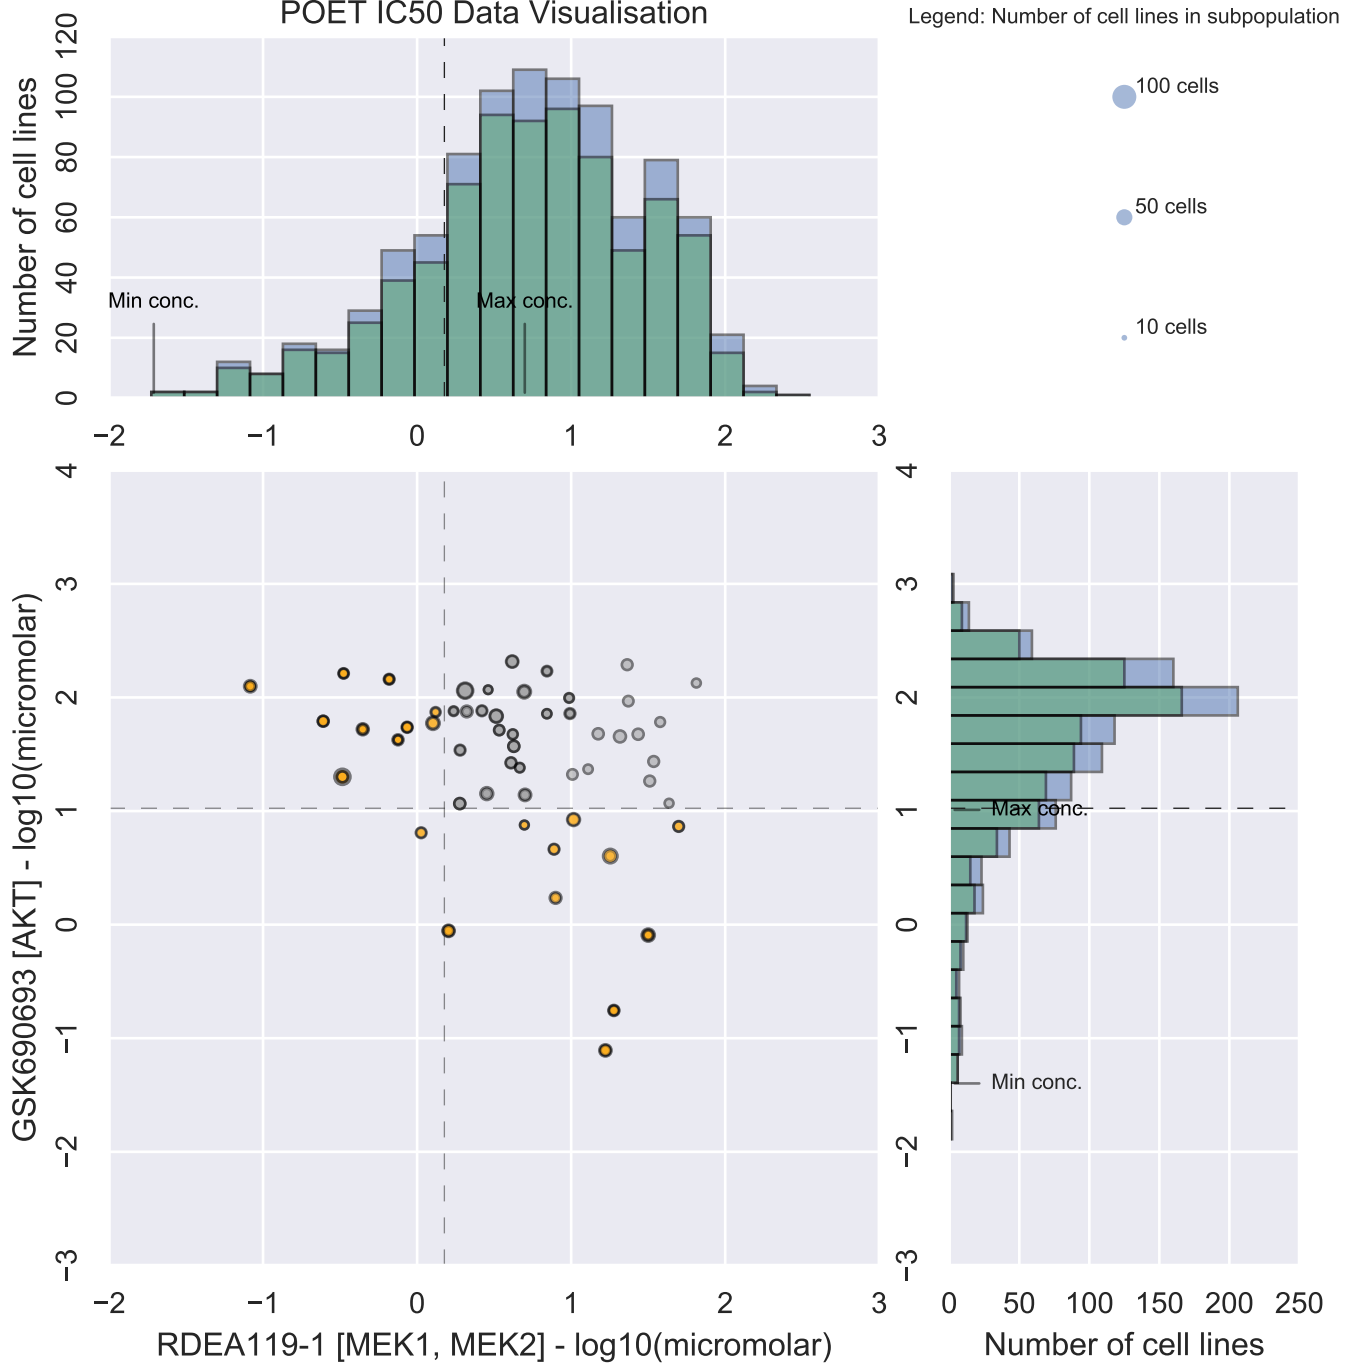 POET IC50 Data Visualisation
Legend: Number of cell lines in subpopulation
100 cells
50 cells
10 cells
Number of cell lines
120
100
80
60
40
20
0
Min conc.
Max conc.
−2 −1 0 1 2 3
GSK690693 [AKT] - log10(micromolar)
4
3
2
1
0
−1
−2
−3
−2 −1 0 1 2 3
RDEA119-1 [MEK1, MEK2] - log10(micromolar)
4
3
2
1
0
−1
−2
−3
Max conc.
Min conc.
0 50 100 150 200 250
Number of cell lines